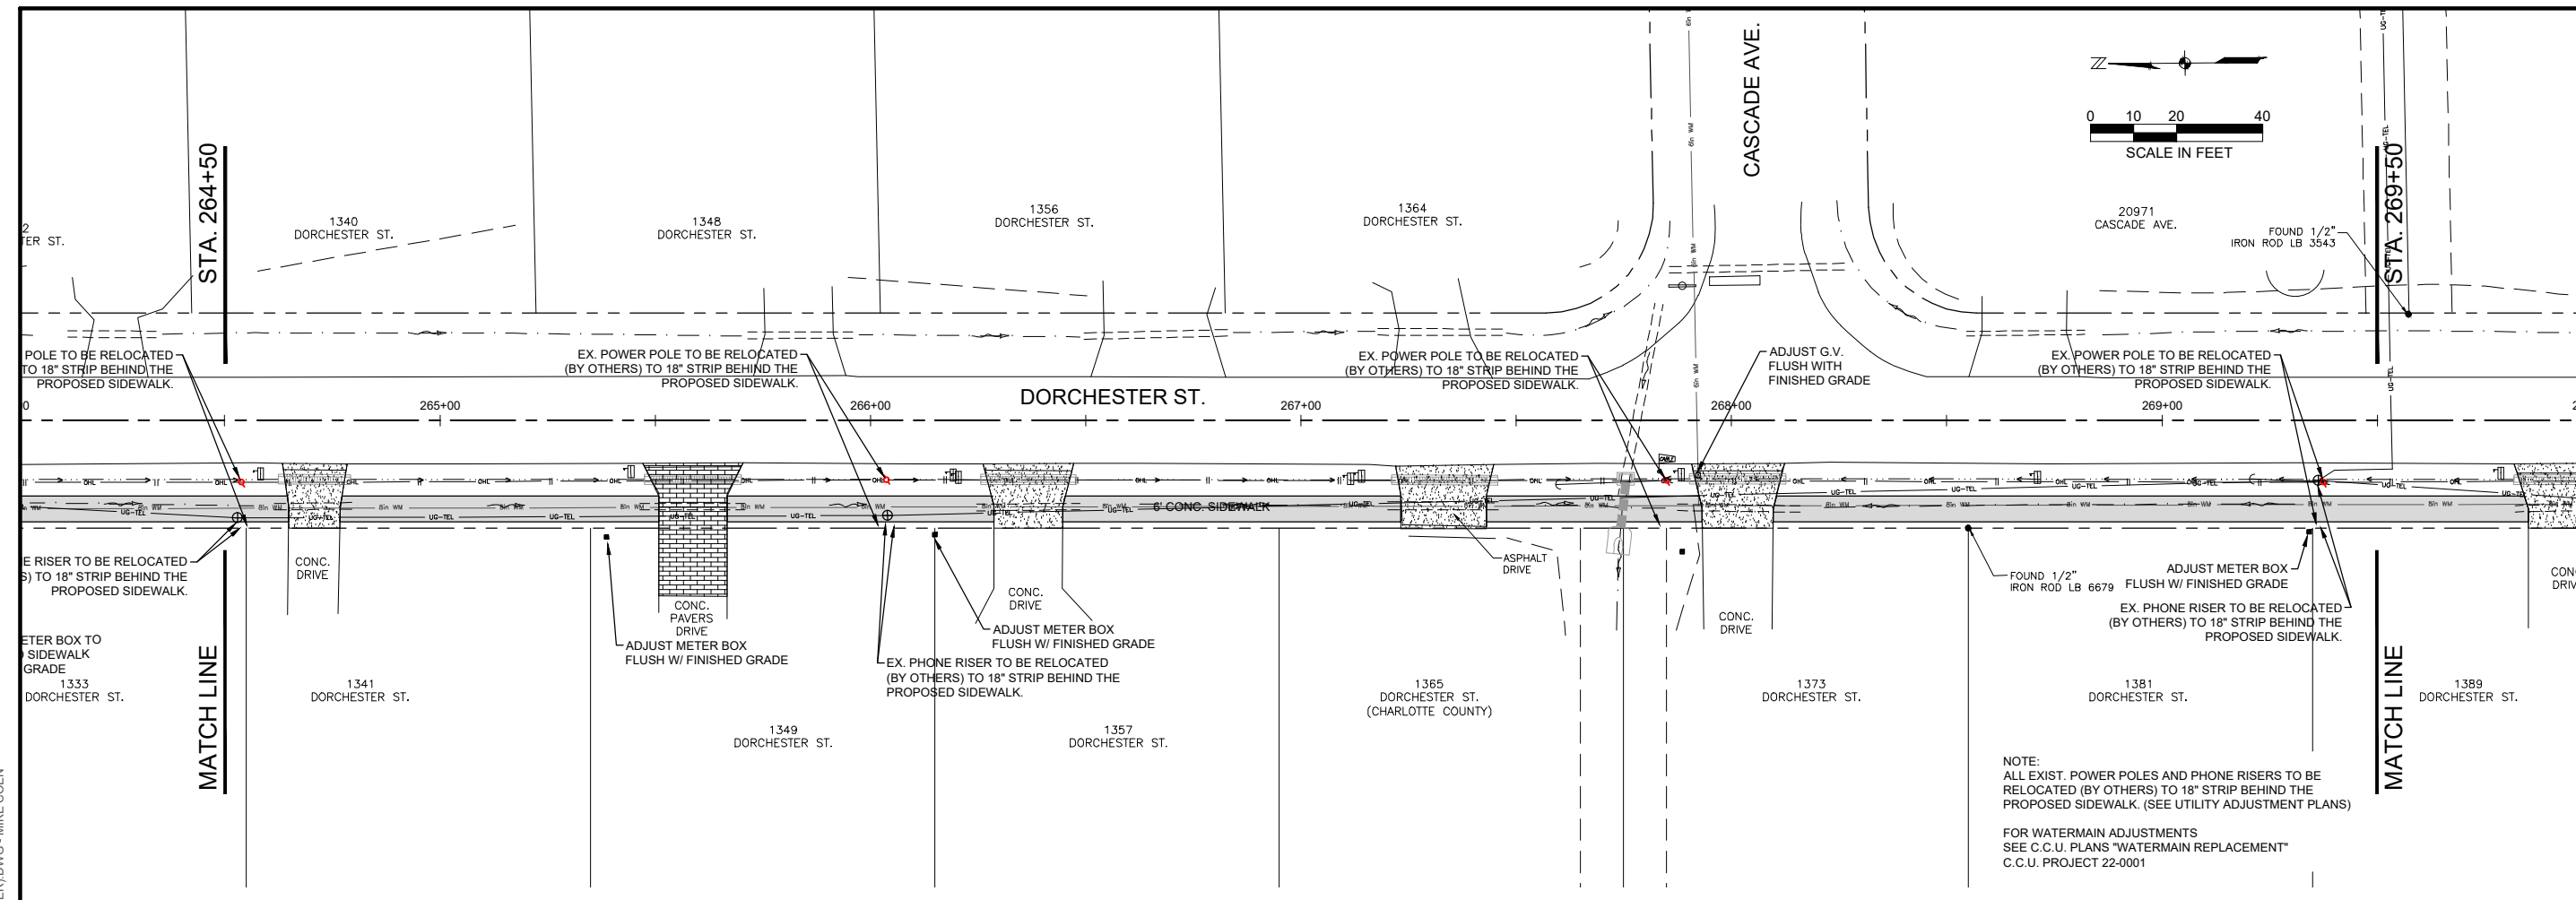 CASCADE AVE.
0 10 20 40
SCALE IN FEET
STA. 264+50
STA. 269+50
2
TER ST.
1340
DORCHESTER ST.
1348
DORCHESTER ST.
1356
DORCHESTER ST.
1364
DORCHESTER ST.
20971
CASCADE AVE.
FOUND 1/2"
IRON ROD LB 3543
POLE TO BE RELOCATED
TO 18" STRIP BEHIND THE
PROPOSED SIDEWALK.
EX. POWER POLE TO BE RELOCATED
(BY OTHERS) TO 18" STRIP BEHIND THE
PROPOSED SIDEWALK.
EX. POWER POLE TO BE RELOCATED
(BY OTHERS) TO 18" STRIP BEHIND THE
PROPOSED SIDEWALK.
ADJUST G.V.
FLUSH WITH
FINISHED GRADE
EX. POWER POLE TO BE RELOCATED
(BY OTHERS) TO 18" STRIP BEHIND THE
PROPOSED SIDEWALK.
DORCHESTER ST.
0 265+00 266+00 267+00 268+00 269+00 2
6' CONC. SIDEWALK
E RISER TO BE RELOCATED
S) TO 18" STRIP BEHIND THE
PROPOSED SIDEWALK.
CONC.
DRIVE
CONC.
PAVERS
DRIVE
CONC.
DRIVE
ASPHALT
DRIVE
CONC.
DRIVE
FOUND 1/2"
IRON ROD LB 6679
ADJUST METER BOX
FLUSH W/ FINISHED GRADE
EX. PHONE RISER TO BE RELOCATED
(BY OTHERS) TO 18" STRIP BEHIND THE
PROPOSED SIDEWALK.
CONC
DRIV
ETER BOX TO
SIDEWALK
GRADE
ADJUST METER BOX
FLUSH W/ FINISHED GRADE
ADJUST METER BOX
FLUSH W/ FINISHED GRADE
EX. PHONE RISER TO BE RELOCATED
(BY OTHERS) TO 18" STRIP BEHIND THE
PROPOSED SIDEWALK.
1333
DORCHESTER ST.
MATCH LINE
1341
DORCHESTER ST.
1349
DORCHESTER ST.
1357
DORCHESTER ST.
1365
DORCHESTER ST.
(CHARLOTTE COUNTY)
1373
DORCHESTER ST.
1381
DORCHESTER ST.
MATCH LINE
1389
DORCHESTER ST.
NOTE:
ALL EXIST. POWER POLES AND PHONE RISERS TO BE
RELOCATED (BY OTHERS) TO 18" STRIP BEHIND THE
PROPOSED SIDEWALK. (SEE UTILITY ADJUSTMENT PLANS)
FOR WATERMAIN ADJUSTMENTS
SEE C.C.U. PLANS "WATERMAIN REPLACEMENT"
C.C.U. PROJECT 22-0001